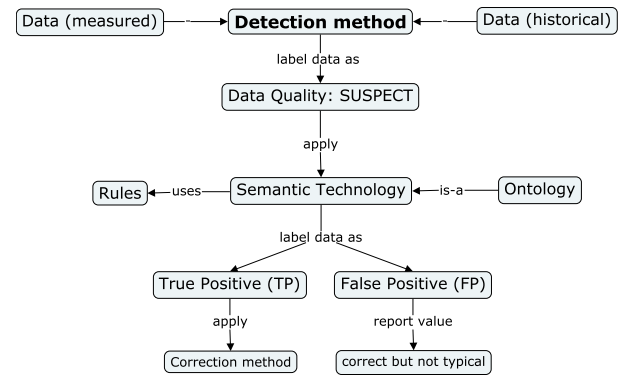 Data (measured)
-
Detection method
-
Data (historical)
label data as
Data Quality: SUSPECT
apply
Rules
uses
Semantic Technology
is-a
Ontology
label data as
True Positive (TP)
False Positive (FP)
apply
report value
Correction method
correct but not typical